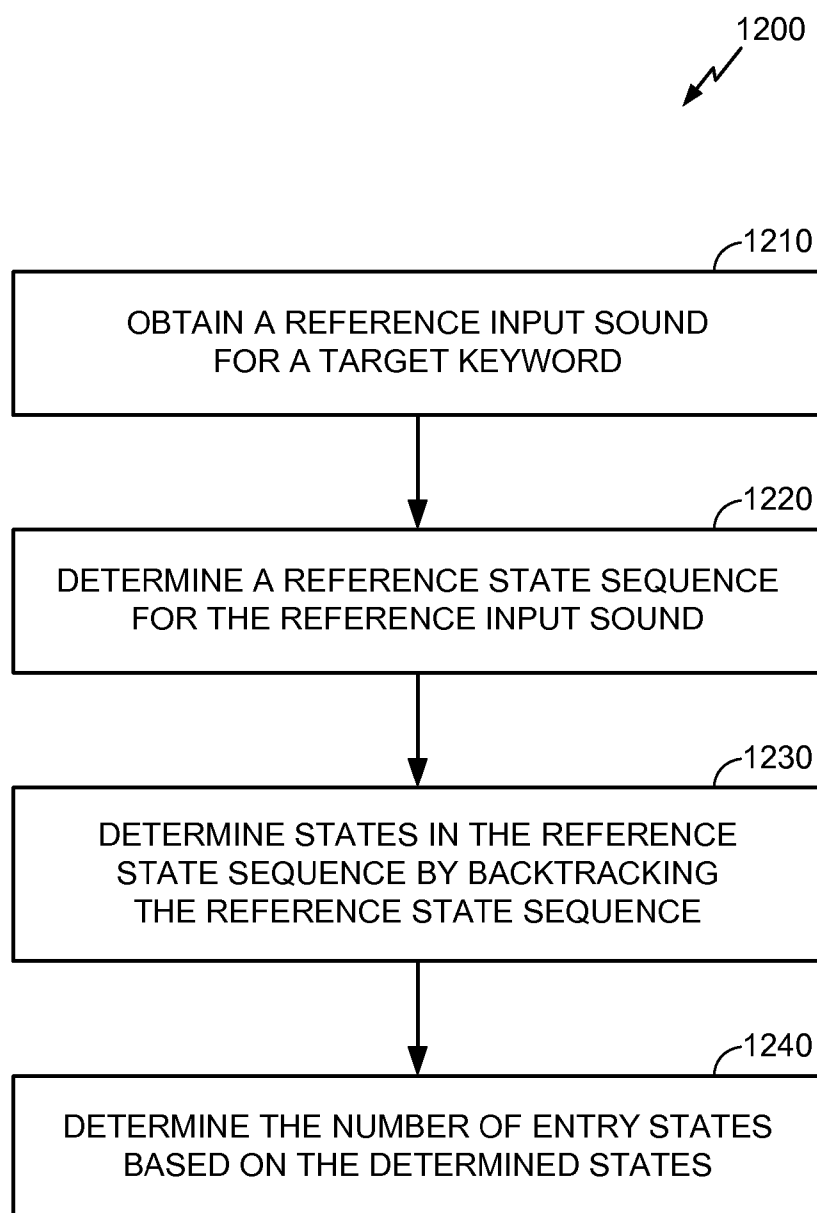 1200
1210
OBTAIN A REFERENCE INPUT SOUND
FOR A TARGET KEYWORD
1220
DETERMINE A REFERENCE STATE SEQUENCE
FOR THE REFERENCE INPUT SOUND
1230
DETERMINE STATES IN THE REFERENCE
STATE SEQUENCE BY BACKTRACKING
THE REFERENCE STATE SEQUENCE
1240
DETERMINE THE NUMBER OF ENTRY STATES
BASED ON THE DETERMINED STATES